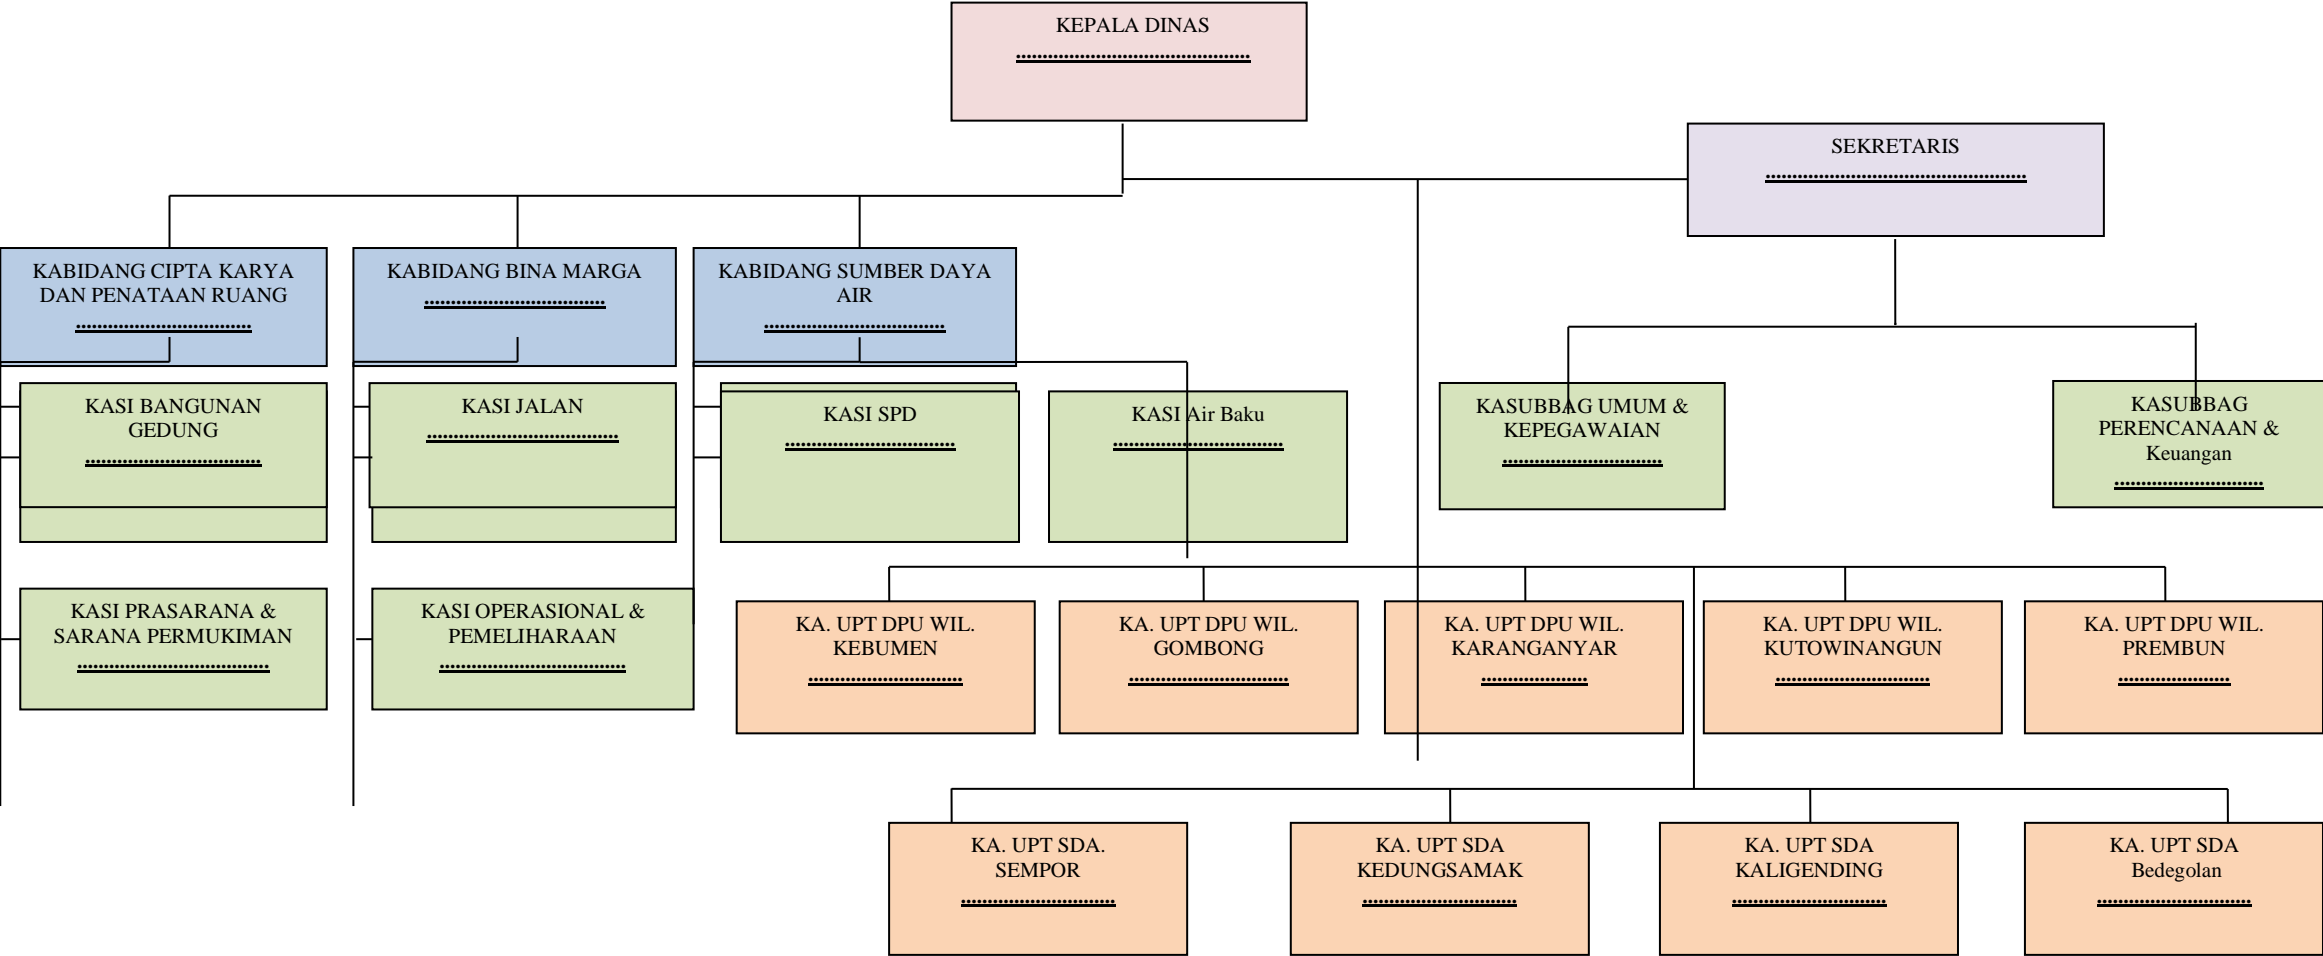 KEPALA DINAS
............................................
SEKRETARIS
.................................................
KABIDANG CIPTA KARYA
DAN PENATAAN RUANG
.................................
KABIDANG BINA MARGA
..................................
KABIDANG SUMBER DAYA
AIR
..................................
KASI BANGUNAN
GEDUNG
.................................
KASI JALAN
....................................
KASI SPD
................................
KASI Air Baku
................................
KASUBBAG UMUM &
KEPEGAWAIAN
..............................
KASUBBAG
PERENCANAAN &
Keuangan
............................
KASI PRASARANA &
SARANA PERMUKIMAN
....................................
KASI OPERASIONAL &
PEMELIHARAAN
...................................
KA. UPT DPU WIL.
KEBUMEN
.............................
KA. UPT DPU WIL.
GOMBONG
..............................
KA. UPT DPU WIL.
KARANGANYAR
....................
KA. UPT DPU WIL.
KUTOWINANGUN
.............................
KA. UPT DPU WIL.
PREMBUN
.....................
KA. UPT SDA.
SEMPOR
.............................
KA. UPT SDA
KEDUNGSAMAK
.............................
KA. UPT SDA
KALIGENDING
.............................
KA. UPT SDA
Bedegolan
.............................